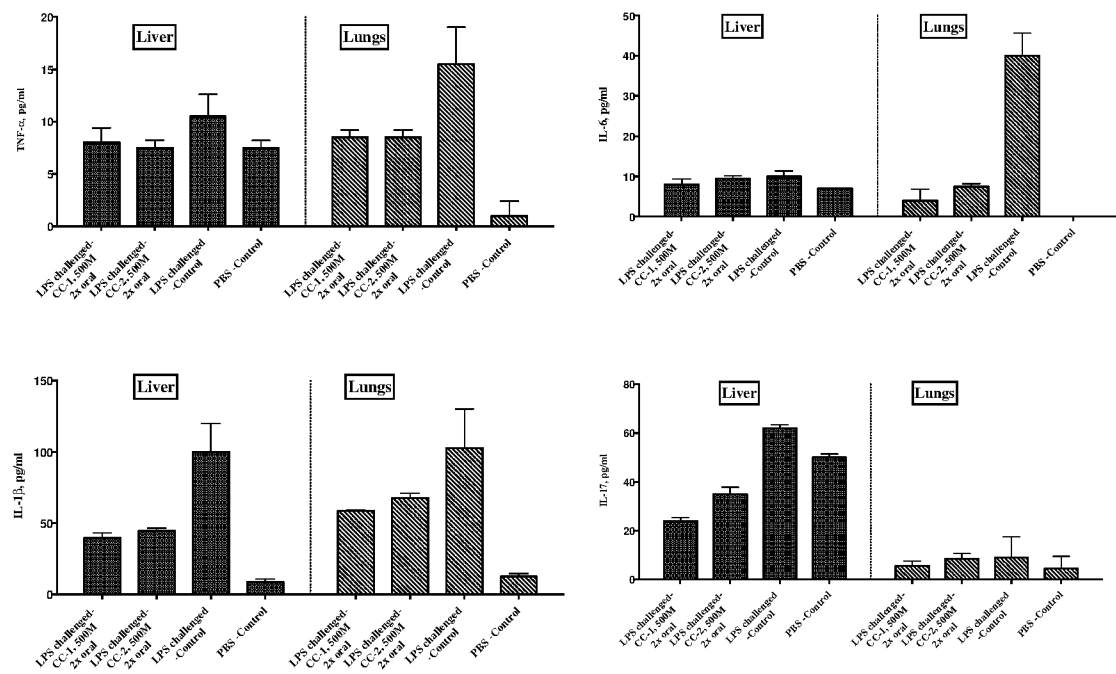 20
15
10
5
0
TNF-α, pg/ml
Liver
Lungs
LPS challenged-
CC-1, 500M
2x oral
LPS challenged-
CC-2, 500M
2x oral
LPS challenged
-Control
PBS -Control
LPS challenged-
CC-1, 500M
2x oral
LPS challenged-
CC-2, 500M
2x oral
LPS challenged
-Control
PBS -Control
50
40
30
20
10
0
IL-6, pg/ml
Liver
Lungs
LPS challenged-
CC-1, 500M
2x oral
LPS challenged-
CC-2, 500M
2x oral
LPS challenged
-Control
PBS -Control
LPS challenged-
CC-1, 500M
2x oral
LPS challenged-
CC-2, 500M
2x oral
LPS challenged
-Control
PBS -Control
150
100
50
0
IL-1β, pg/ml
Liver
Lungs
LPS challenged-
CC-1, 500M
2x oral
LPS challenged-
CC-2, 500M
2x oral
LPS challenged
-Control
PBS -Control
LPS challenged-
CC-1, 500M
2x oral
LPS challenged-
CC-2, 500M
2x oral
LPS challenged
-Control
PBS -Control
80
60
40
20
0
IL-17, pg/ml
Liver
Lungs
LPS challenged-
CC-1, 500M
2x oral
LPS challenged-
CC-2, 500M
2x oral
LPS challenged
-Control
PBS -Control
LPS challenged-
CC-1, 500M
2x oral
LPS challenged-
CC-2, 500M
2x oral
LPS challenged
-Control
PBS -Control